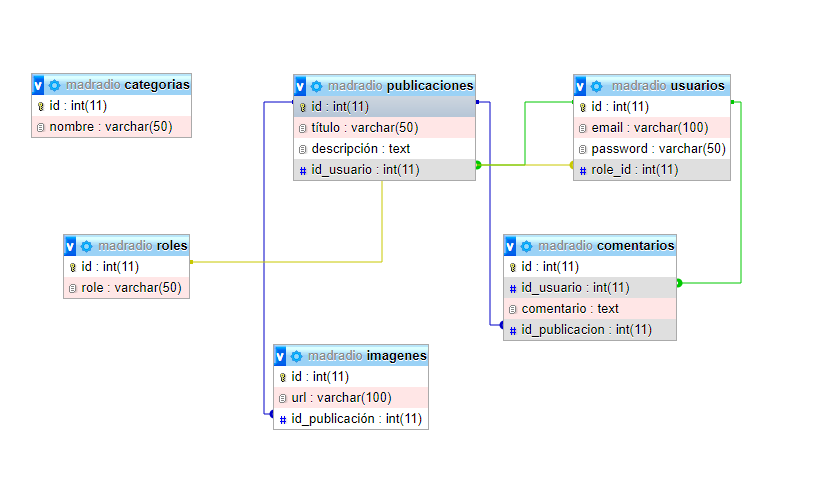 v madradio categorias
id : int(11)
nombre : varchar(50)
v madradio publicaciones
id : int(11)
título : varchar(50)
descripción : text
# id_usuario : int(11)
v madradio usuarios
id : int(11)
email : varchar(100)
password : varchar(50)
# role_id : int(11)
v madradio roles
id : int(11)
role : varchar(50)
v madradio comentarios
id : int(11)
# id_usuario : int(11)
comentario : text
# id_publicacion : int(11)
v madradio imagenes
id : int(11)
url : varchar(100)
# id_publicación : int(11)